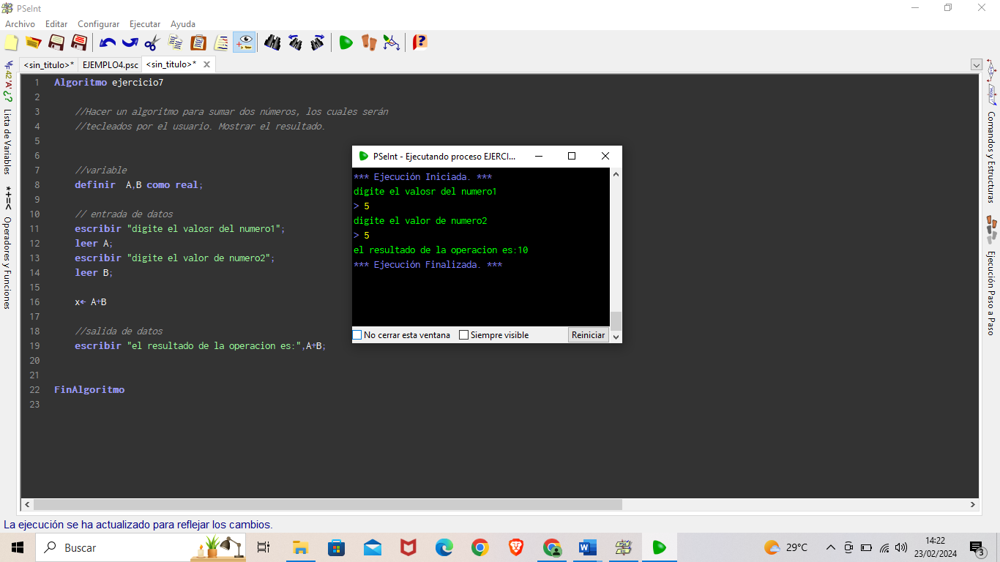 PSeInt
Archivo Editar Configurar Ejecutar Ayuda
<sin_titulo>* EJEMPLO4.psc <sin_titulo>*
Lista de Variables
Operadores y Funciones
1 Algoritmo ejercicio7
2
3 //Hacer un algoritmo para sumar dos números, los cuales serán
4 //tecleados por el usuario. Mostrar el resultado.
5
6
7 //variable
8 definir A,B como real;
9
10 // entrada de datos
11 escribir "digite el valosr del numero1";
12 leer A;
13 escribir "digite el valor de numero2";
14 leer B;
15
16 x← A+B
17
18 //salida de datos
19 escribir "el resultado de la operacion es:",A+B;
20
21
22 FinAlgoritmo
23
PSeInt - Ejecutando proceso EJERCI...
*** Ejecución Iniciada. ***
digite el valosr del numero1
> 5
digite el valor de numero2
> 5
el resultado de la operacion es:10
*** Ejecución Finalizada. ***
No cerrar esta ventana Siempre visible Reiniciar
Comandos y Estructuras
Ejecución Paso a Paso
La ejecución se ha actualizado para reflejar los cambios.
Buscar
29°C
14:22
23/02/2024
3